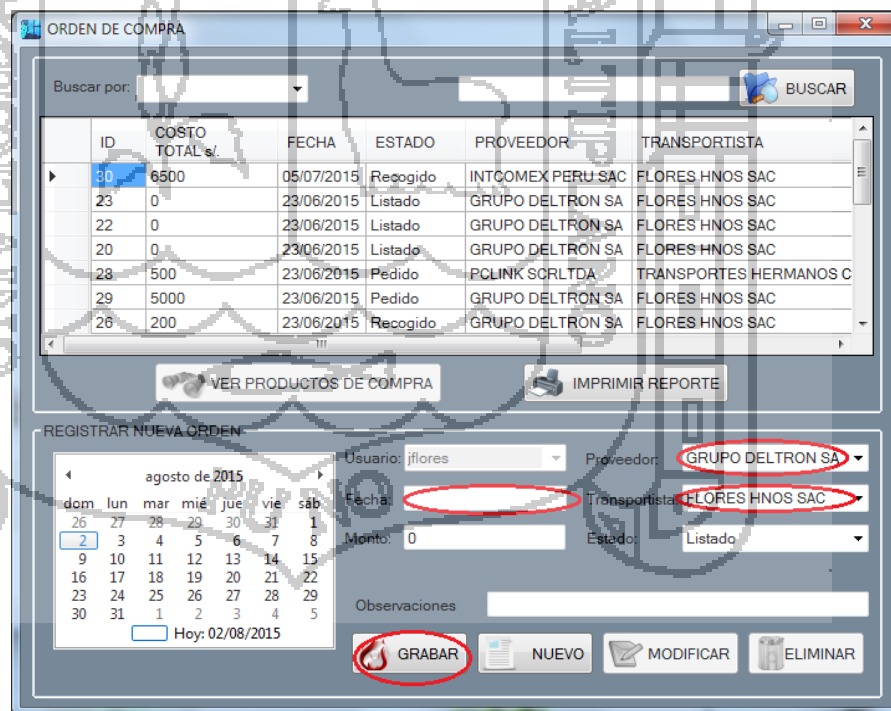 ORDEN DE COMPRA
Buscar por:
BUSCAR
ID COSTO TOTAL s/. FECHA ESTADO PROVEEDOR TRANSPORTISTA
30 6500 05/07/2015 Recogido INTCOMEX PERU SAC FLORES HNOS SAC
23 0 23/06/2015 Listado GRUPO DELTRON SA FLORES HNOS SAC
22 0 23/06/2015 Listado GRUPO DELTRON SA FLORES HNOS SAC
20 0 23/06/2015 Listado GRUPO DELTRON SA FLORES HNOS SAC
28 500 23/06/2015 Pedido PCLINK SCRLTDA TRANSPORTES HERMANOS C
29 5000 23/06/2015 Pedido GRUPO DELTRON SA FLORES HNOS SAC
26 200 23/06/2015 Recogido GRUPO DELTRON SA FLORES HNOS SAC
VER PRODUCTOS DE COMPRA IMPRIMIR REPORTE
REGISTRAR NUEVA ORDEN
agosto de 2015
dom lun mar mié jue vie sáb
26 27 28 29 30 31 1
2 3 4 5 6 7 8
9 10 11 12 13 14 15
16 17 18 19 20 21 22
23 24 25 26 27 28 29
30 31 1 2 3 4 5
Hoy: 02/08/2015
Usuario: jflores Proveedor: GRUPO DELTRON SA
Fecha: Transportista: FLORES HNOS SAC
Monto: 0 Estado: Listado
Observaciones
GRABAR NUEVO MODIFICAR ELIMINAR